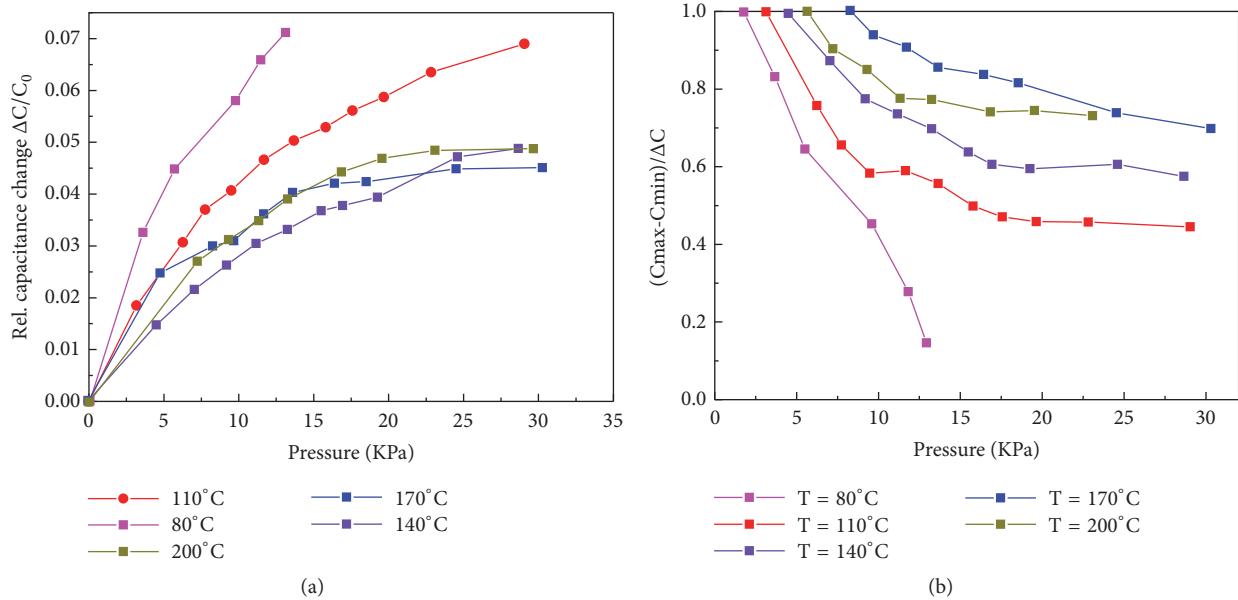 Rel. capacitance change ΔC/C₀
0.07
0.06
0.05
0.04
0.03
0.02
0.01
0.00
0 5 10 15 20 25 30 35
Pressure (KPa)
110°C
80°C
200°C
170°C
140°C
(a)
(Cmax-Cmin)/ΔC
1.0
0.8
0.6
0.4
0.2
0.0
0 5 10 15 20 25 30
Pressure (KPa)
T = 80°C
T = 110°C
T = 140°C
T = 170°C
T = 200°C
(b)